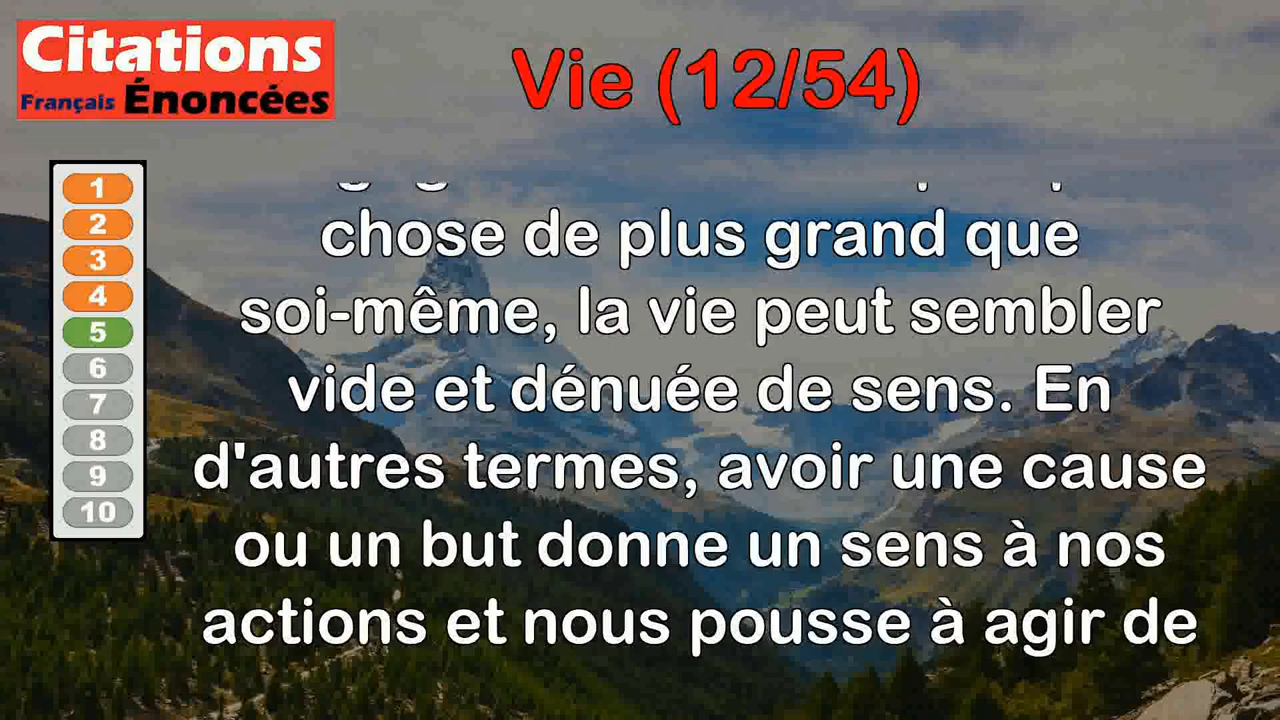 Citations
Français Énoncées
Vie (12/54)
1
2
3
4
5
6
7
8
9
10
chose de plus grand que
soi-même, la vie peut sembler
vide et dénuée de sens. En
d'autres termes, avoir une cause
ou un but donne un sens à nos
actions et nous pousse à agir de